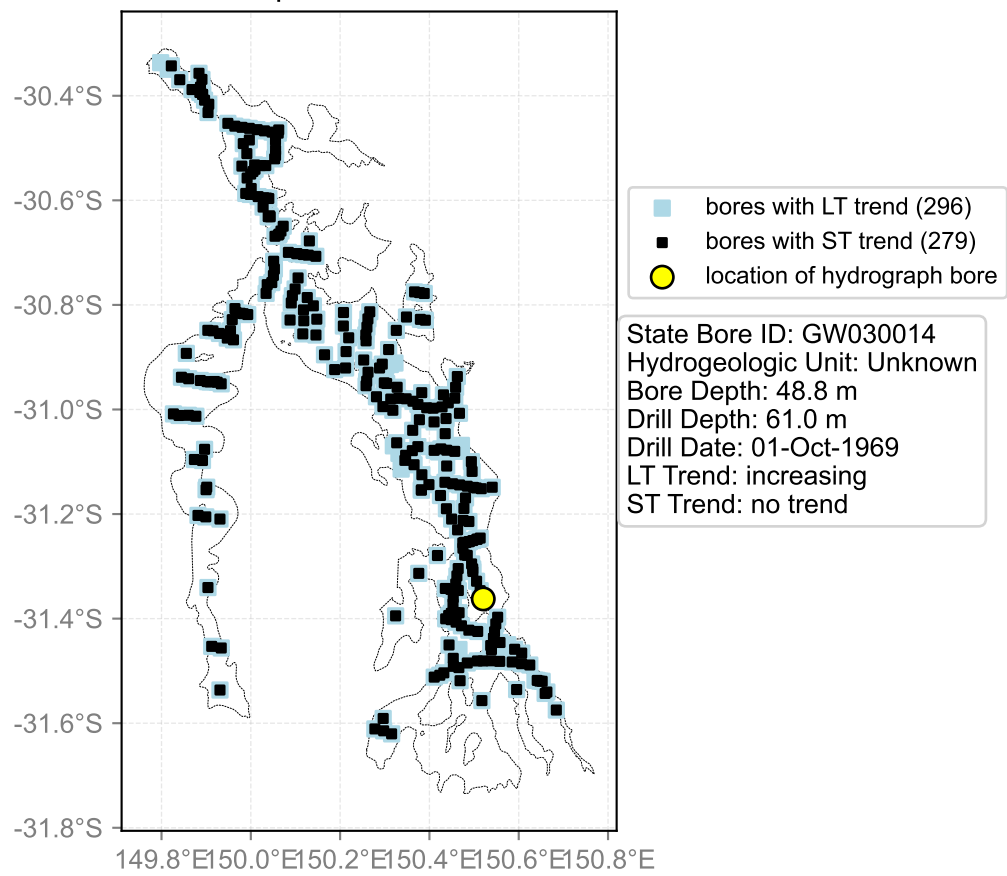 -30.4°S
-30.6°S
-30.8°S
-31.0°S
-31.2°S
-31.4°S
-31.6°S
-31.8°S
149.8°E150.0°E150.2°E150.4°E150.6°E150.8°E
bores with LT trend (296)
bores with ST trend (279)
location of hydrograph bore
State Bore ID: GW030014
Hydrogeologic Unit: Unknown
Bore Depth: 48.8 m
Drill Depth: 61.0 m
Drill Date: 01-Oct-1969
LT Trend: increasing
ST Trend: no trend